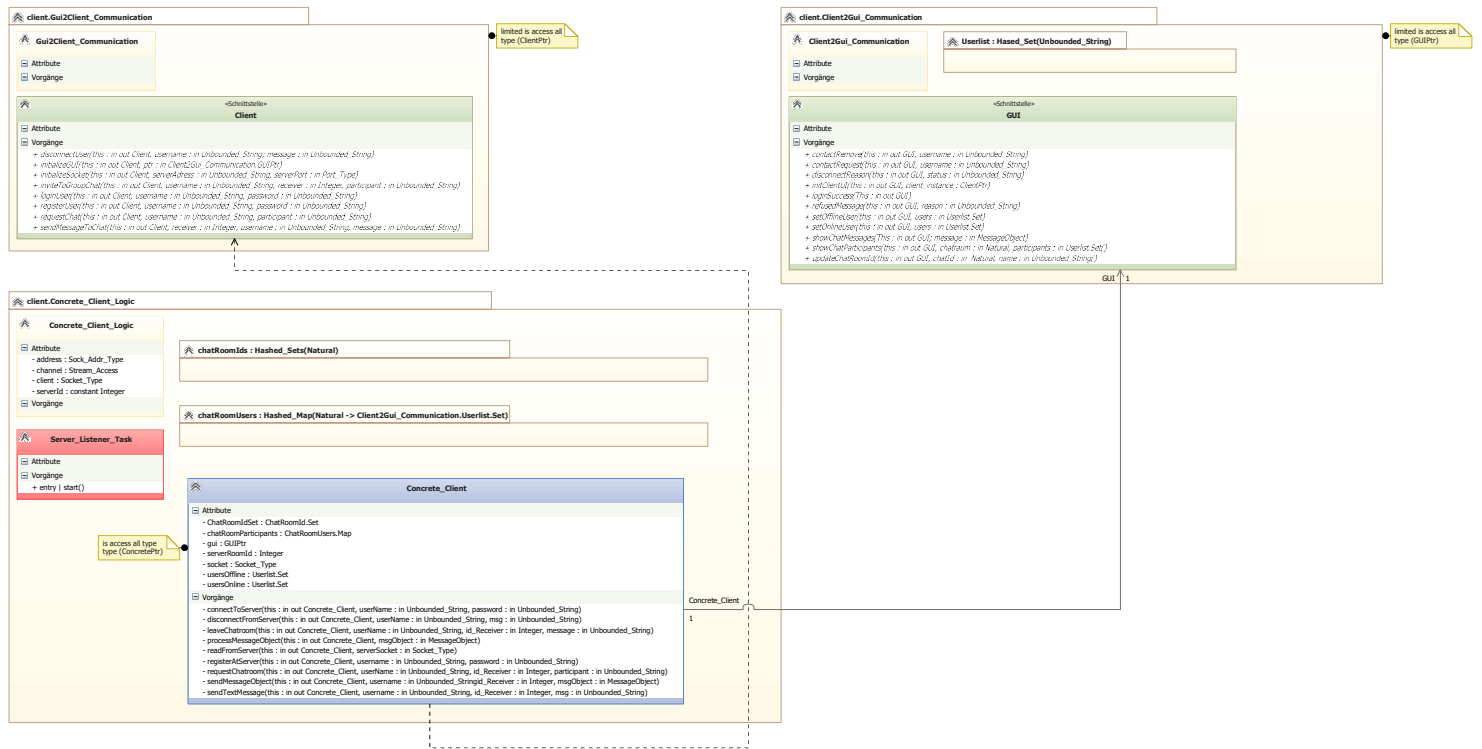 client.Gui2Client_Communication
limited is access all
type (ClientPtr)
Gui2Client_Communication
Attribute
Vorgänge
«Schnittstelle»
Client
Attribute
Vorgänge
+ disconnectUser(this : in out Client, username : in Unbounded_String; message : in Unbounded_String)
+ initializeGUI(this : in out Client, ptr : in Client2Gui_Communication.GUIPtr)
+ initializeSocket(this : in out Client, serverAdress : in Unbounded_String, serverPort : in Port_Type)
+ inviteToGroupChat(this : in out Client, username : in Unbounded_String, receiver : in Integer, participant : in Unbounded_String)
+ loginUser(this : in out Client, username : in Unbounded_String, password : in Unbounded_String)
+ registerUser(this : in out Client, username : in Unbounded_String, password : in Unbounded_String)
+ requestChat(this : in out Client, username : in Unbounded_String, participant : in Unbounded_String)
+ sendMessageToChat(this : in out Client, receiver : in Integer, username : in Unbounded_String, message : in Unbounded_String)
client.Client2Gui_Communication
limited is access all
type (GUIPtr)
Client2Gui_Communication
Attribute
Vorgänge
Userlist : Hased_Set(Unbounded_String)
«Schnittstelle»
GUI
Attribute
Vorgänge
+ contactRemove(this : in out GUI, username : in Unbounded_String)
+ contactRequest(this : in out GUI, username : in Unbounded_String)
+ disconnectReason(this : in out GUI, status : in Unbounded_String)
+ initClientUI(this : in out GUI, client_instance : ClientPtr)
+ loginSuccess(This : in out GUI)
+ refusedMessage(this : in out GUI, reason : in Unbounded_String)
+ setOfflineUser(this : in out GUI, users : in Userlist.Set)
+ setOnlineUser(this : in out GUI, users : in Userlist.Set)
+ showChatMessages(This : in out GUI; message : in MessageObject)
+ showChatParticipants(this : in out GUI, chatraum : in Natural, participants : in Userlist.Set()
+ updateChatRoomId(this : in out GUI, chatId : in Natural, name : in Unbounded_String()
GUI
1
client.Concrete_Client_Logic
Concrete_Client_Logic
Attribute
- address : Sock_Addr_Type
- channel : Stream_Access
- client : Socket_Type
- serverId : constant Integer
Vorgänge
chatRoomIds : Hashed_Sets(Natural)
chatRoomUsers : Hashed_Map(Natural -> Client2Gui_Communication.Userlist.Set)
Server_Listener_Task
Attribute
Vorgänge
+ entry | start()
is access all type
type (ConcretePtr)
Concrete_Client
Attribute
- ChatRoomIdSet : ChatRoomId.Set
- chatRoomParticipants : ChatRoomUsers.Map
- gui : GUIPtr
- serverRoomId : Integer
- socket : Socket_Type
- usersOffline : Userlist.Set
- usersOnline : Userlist.Set
Vorgänge
- connectToServer(this : in out Concrete_Client, userName : in Unbounded_String, password : in Unbounded_String)
- disconnectFromServer(this : in out Concrete_Client, userName : in Unbounded_String, msg : in Unbounded_String)
- leaveChatroom(this : in out Concrete_Client, userName : in Unbounded_String, id_Receiver : in Integer, message : in Unbounded_String)
- processMessageObject(this : in out Concrete_Client, msgObject : in MessageObject)
- readFromServer(this : in out Concrete_Client, serverSocket : in Socket_Type)
- registerAtServer(this : in out Concrete_Client, username : in Unbounded_String, password : in Unbounded_String)
- requestChatroom(this : in out Concrete_Client, userName : in Unbounded_String, id_Receiver : in Integer, participant : in Unbounded_String)
- sendMessageObject(this : in out Concrete_Client, username : in Unbounded_Stringid_Receiver : in Integer, msgObject : in MessageObject)
- sendTextMessage(this : in out Concrete_Client, username : in Unbounded_String, id_Receiver : in Integer, msg : in Unbounded_String)
Concrete_Client
1